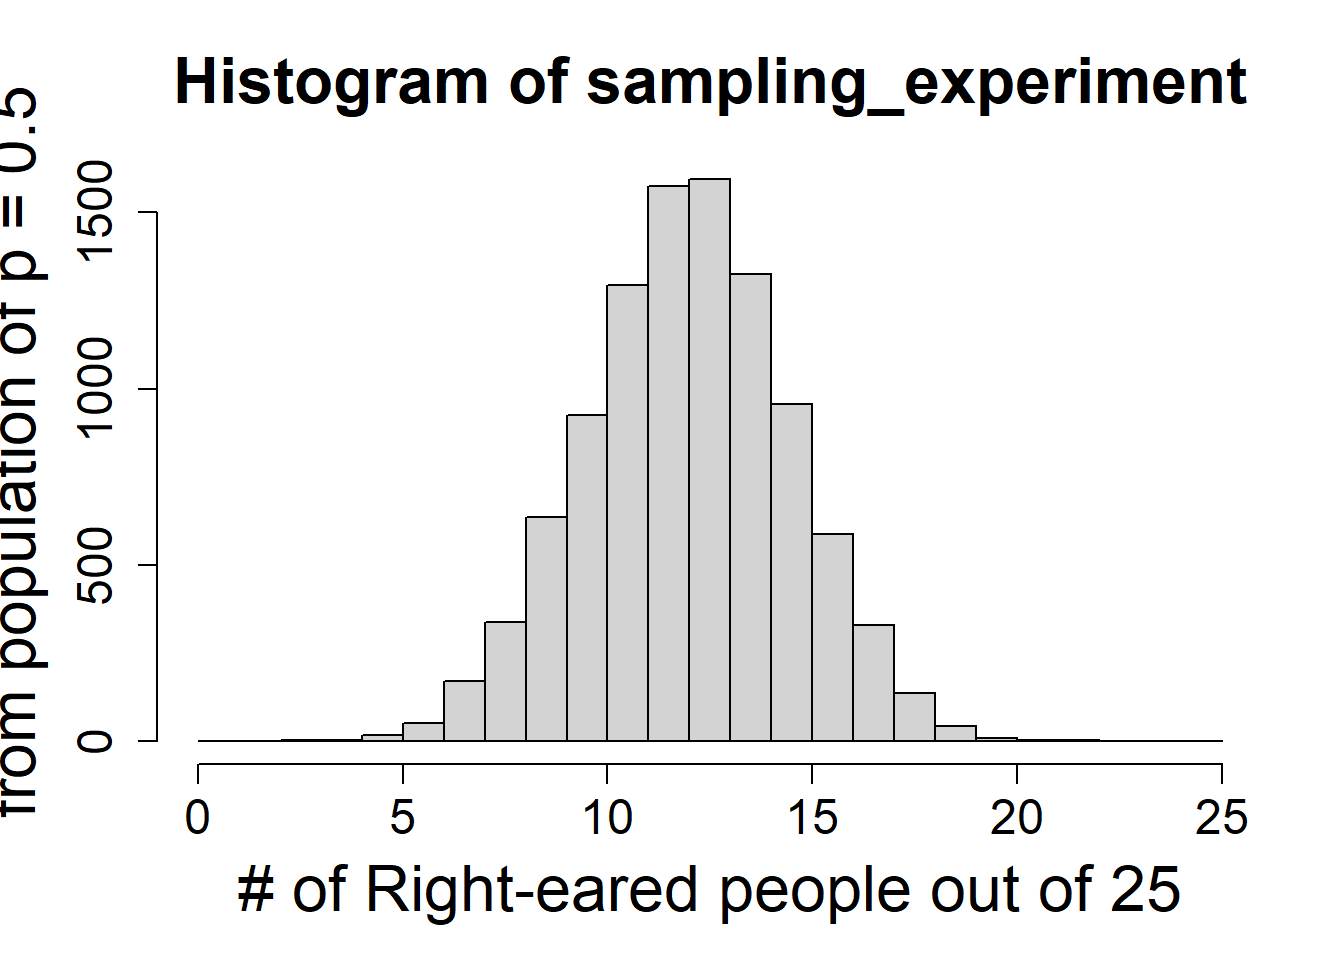 Histogram of sampling_experiment
from population of p = 0.5
1500
1000
500
0
0 5 10 15 20 25
# of Right-eared people out of 25